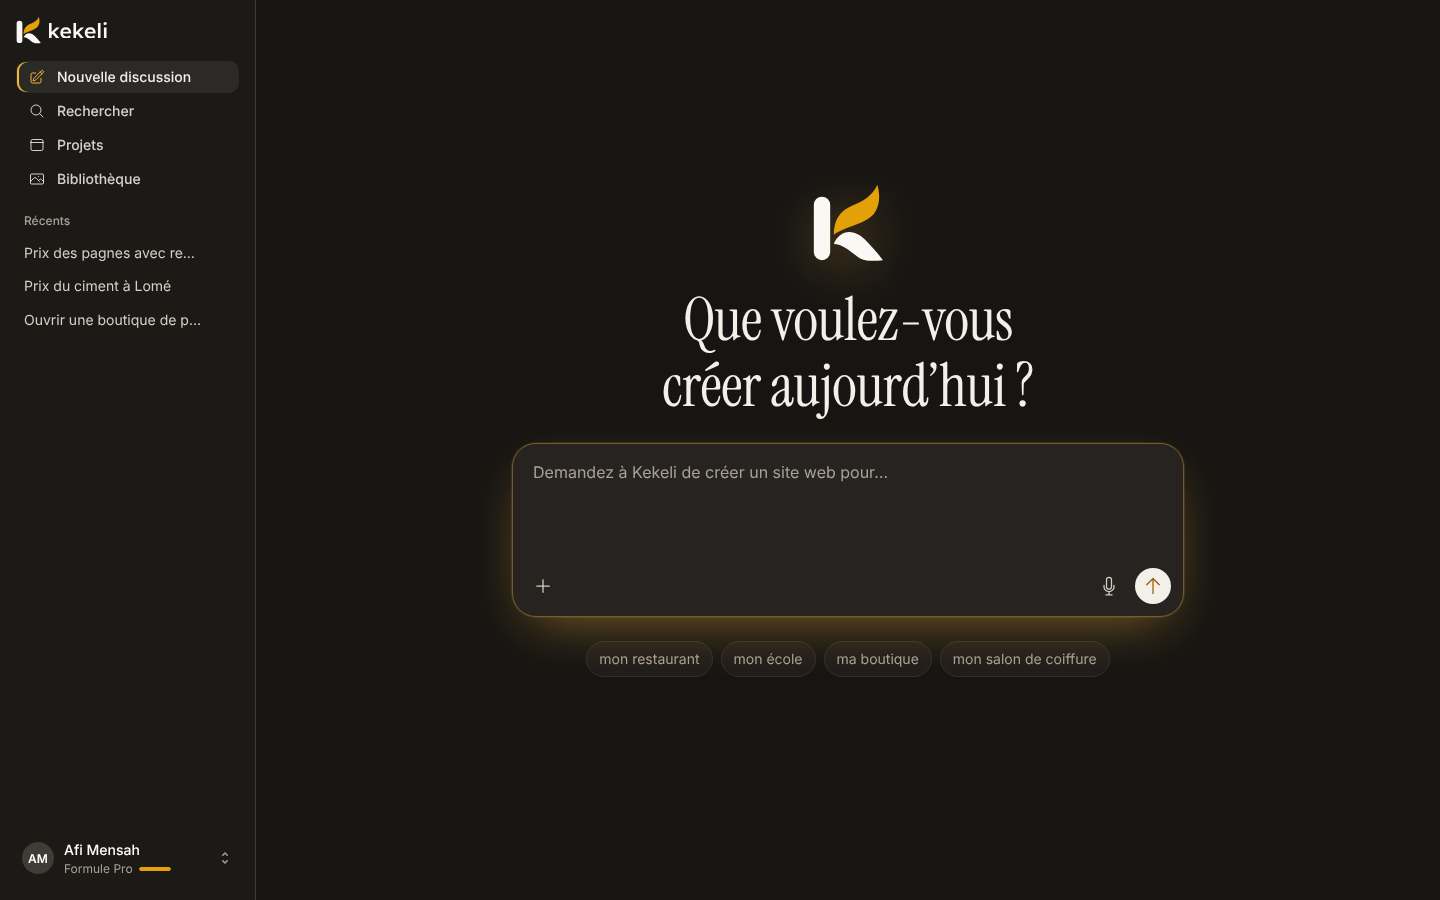 kekeli
Nouvelle discussion
Rechercher
Projets
Bibliothèque
Récents
Prix des pagnes avec re...
Prix du ciment à Lomé
Ouvrir une boutique de p...
AM
Afi Mensah
Formule Pro
Que voulez-vous
créer aujourd’hui ?
Demandez à Kekeli de créer un site web pour...
mon restaurant
mon école
ma boutique
mon salon de coiffure